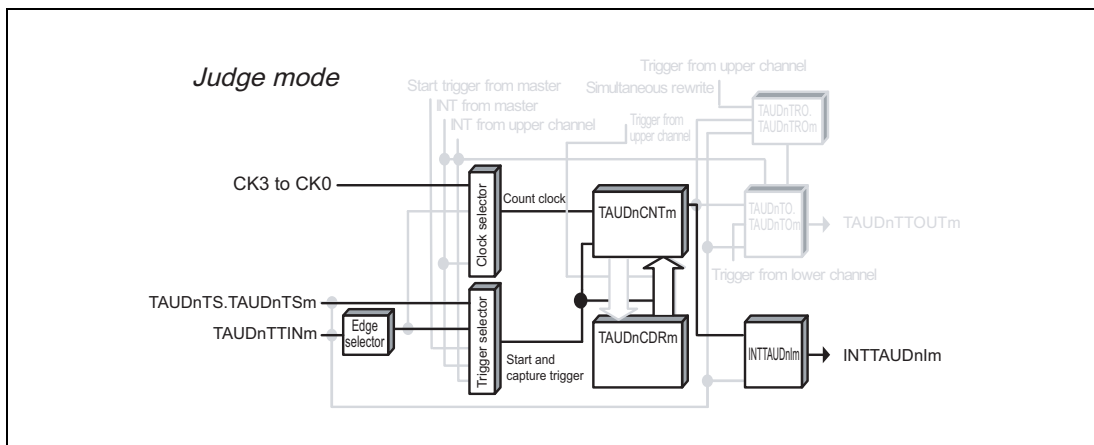 Judge mode
Trigger from upper channel
Simultaneous rewrite
Start trigger from master
INT from master
INT from upper channel
Trigger from
upper channel
TAUDnTRO.
TAUDnTROm
CK3 to CK0
Clock selector
Count clock
TAUDnCNTm
TAUDnTO.
TAUDnTOm
TAUDnTTOUTm
Trigger from lower channel
TAUDnTS.TAUDnTSm
TAUDnTTINm
Edge
selector
Trigger selector
Start and
capture trigger
TAUDnCDRm
INTTAUDnIm
INTTAUDnIm